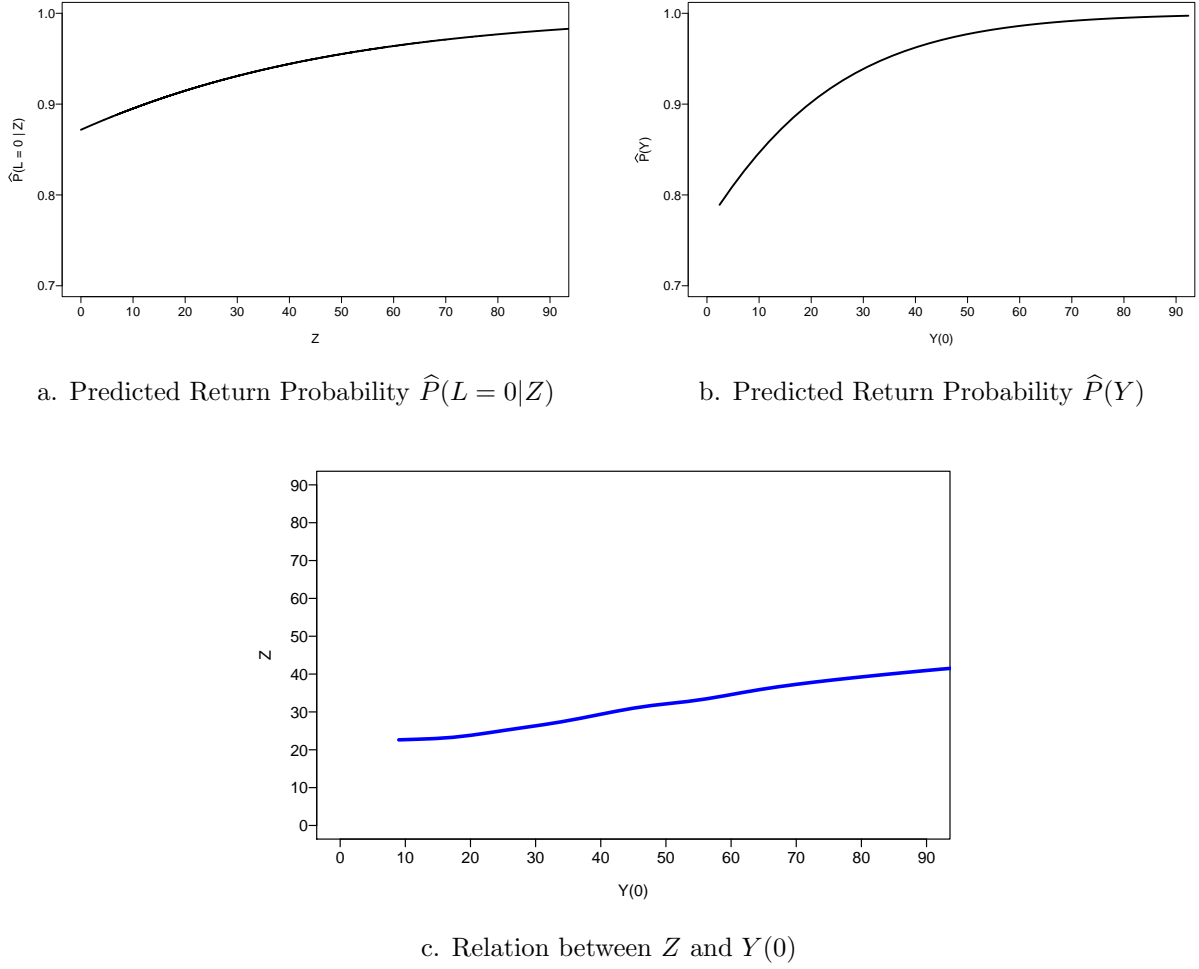 1.0
0.9
0.8
0.7
P̂(L = 0 | Z)
0 10 20 30 40 50 60 70 80 90
Z
a. Predicted Return Probability P̂(L = 0|Z)
1.0
0.9
0.8
0.7
P̂(Y)
0 10 20 30 40 50 60 70 80 90
Y(0)
b. Predicted Return Probability P̂(Y)
90
80
70
60
50
40
30
20
10
0
Z
0 10 20 30 40 50 60 70 80 90
Y(0)
c. Relation between Z and Y(0)